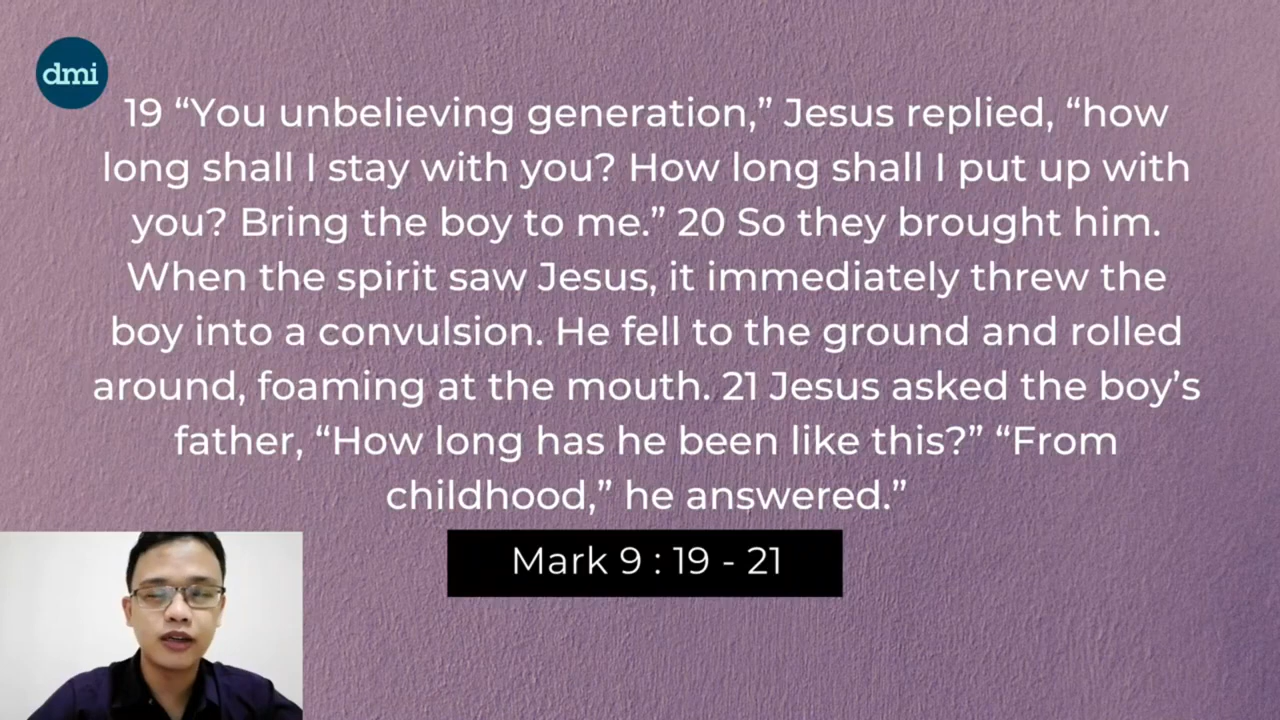 dmi
19 “You unbelieving generation,” Jesus replied, “how
long shall I stay with you? How long shall I put up with
you? Bring the boy to me.” 20 So they brought him.
When the spirit saw Jesus, it immediately threw the
boy into a convulsion. He fell to the ground and rolled
around, foaming at the mouth. 21 Jesus asked the boy’s
father, “How long has he been like this?” “From
childhood,” he answered.”
Mark 9 : 19 - 21